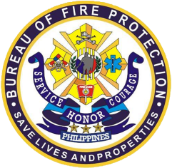 BUREAU OF FIRE PROTECTION
SERVICE
COURAGE
HONOR
PHILIPPINES
SAVE LIVES AND PROPERTIES